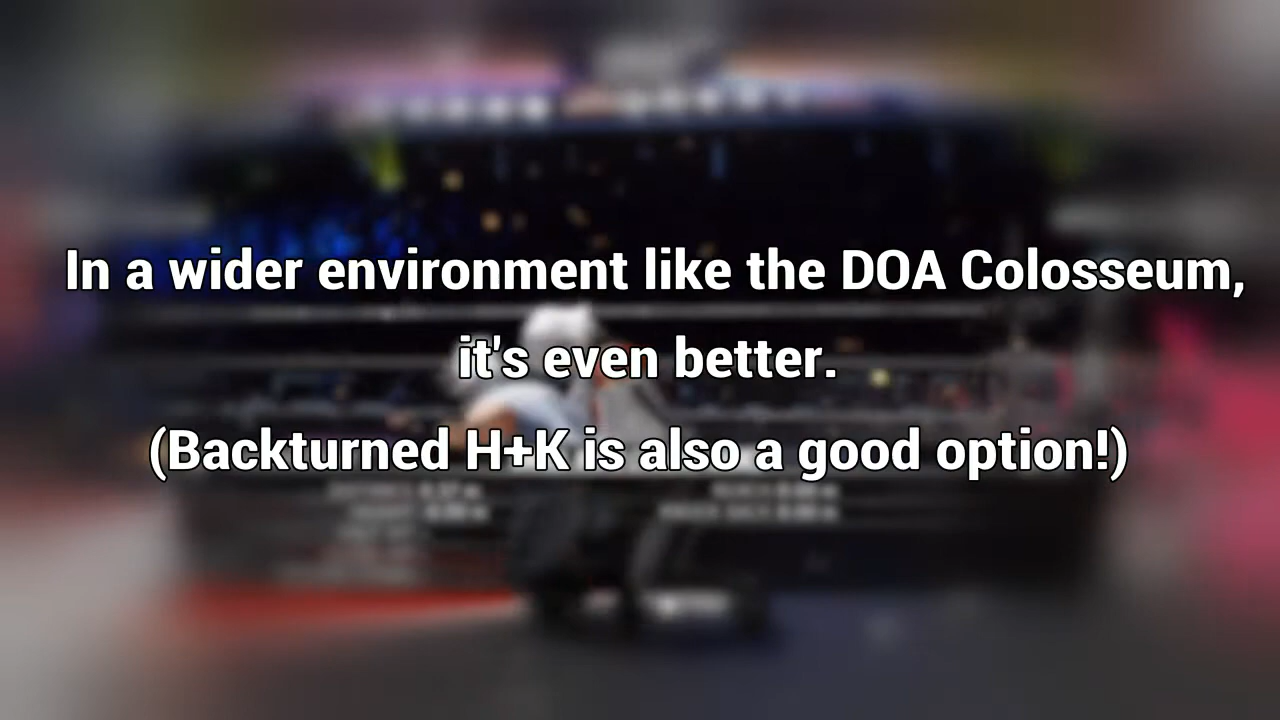 In a wider environment like the DOA Colosseum,
it's even better.
(Backturned H+K is also a good option!)